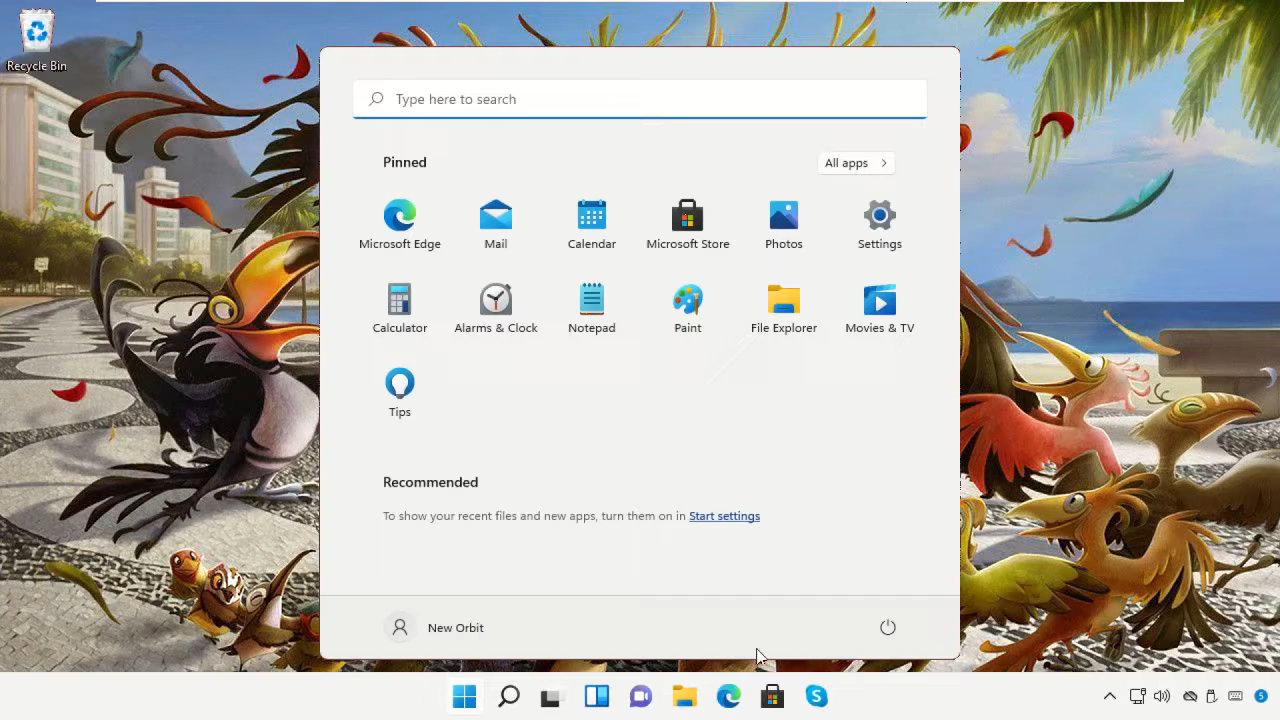 Recycle Bin
Type here to search
Pinned
All apps
Microsoft Edge
Mail
Calendar
Microsoft Store
Photos
Settings
Calculator
Alarms & Clock
Notepad
Paint
File Explorer
Movies & TV
Tips
Recommended
To show your recent files and new apps, turn them on in Start settings
New Orbit
5